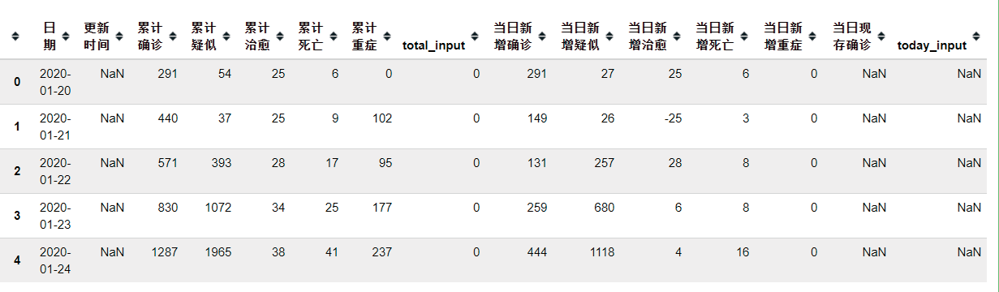 日期 更新时间 累计确诊 累计疑似 累计治愈 累计死亡 累计重症 total_input 当日新增确诊 当日新增疑似 当日新增治愈 当日新增死亡 当日新增重症 当日现存确诊 today_input
0 2020-01-20 NaN 291 54 25 6 0 0 291 27 25 6 0 NaN NaN
1 2020-01-21 NaN 440 37 25 9 102 0 149 26 -25 3 0 NaN NaN
2 2020-01-22 NaN 571 393 28 17 95 0 131 257 28 8 0 NaN NaN
3 2020-01-23 NaN 830 1072 34 25 177 0 259 680 6 8 0 NaN NaN
4 2020-01-24 NaN 1287 1965 38 41 237 0 444 1118 4 16 0 NaN NaN